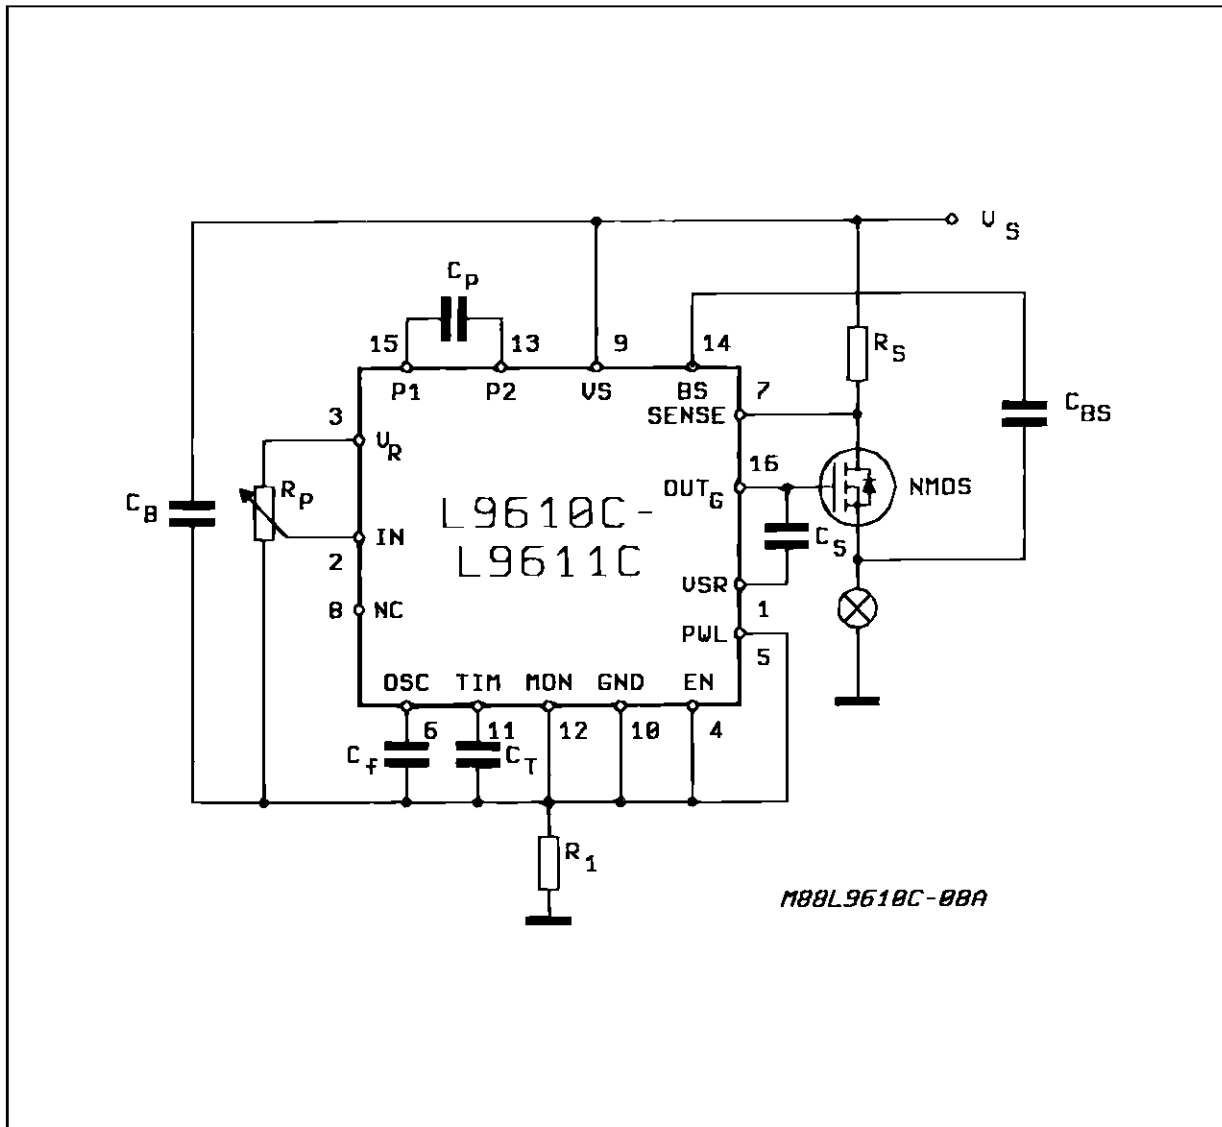 U S
C P
15 13 9 14
R S
P1 P2 VS BS
7
SENSE
C BS
3
U R
16
R P
OUT G
NMOS
C B
L9610C-
L9611C
C S
IN
2
VSR
8 NC
1
PWL
5
OSC TIM MON GND EN
6 11 12 10 4
C f
C T
R 1
M88L9610C-08A